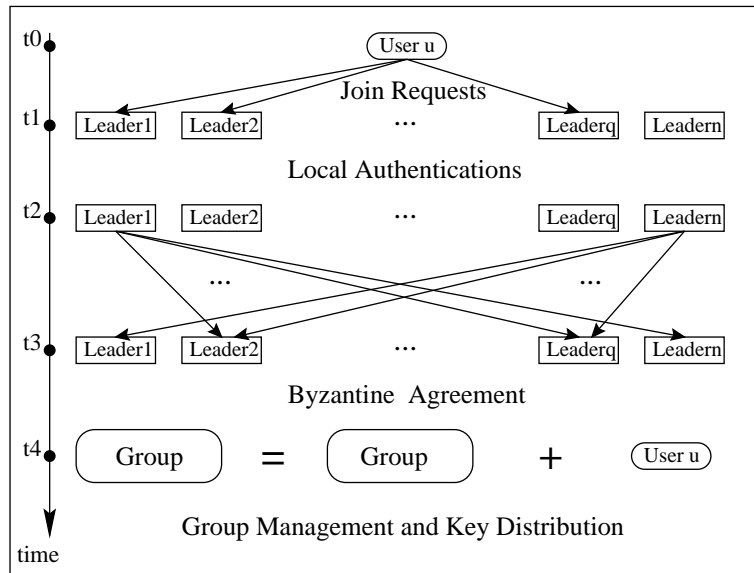 t0 User u
Join Requests
t1 Leader1 Leader2 ... Leaderq Leadern
Local Authentications
t2 Leader1 Leader2 ... Leaderq Leadern
... ...
t3 Leader1 Leader2 ... Leaderq Leadern
Byzantine Agreement
t4 Group = Group + User u
Group Management and Key Distribution
time